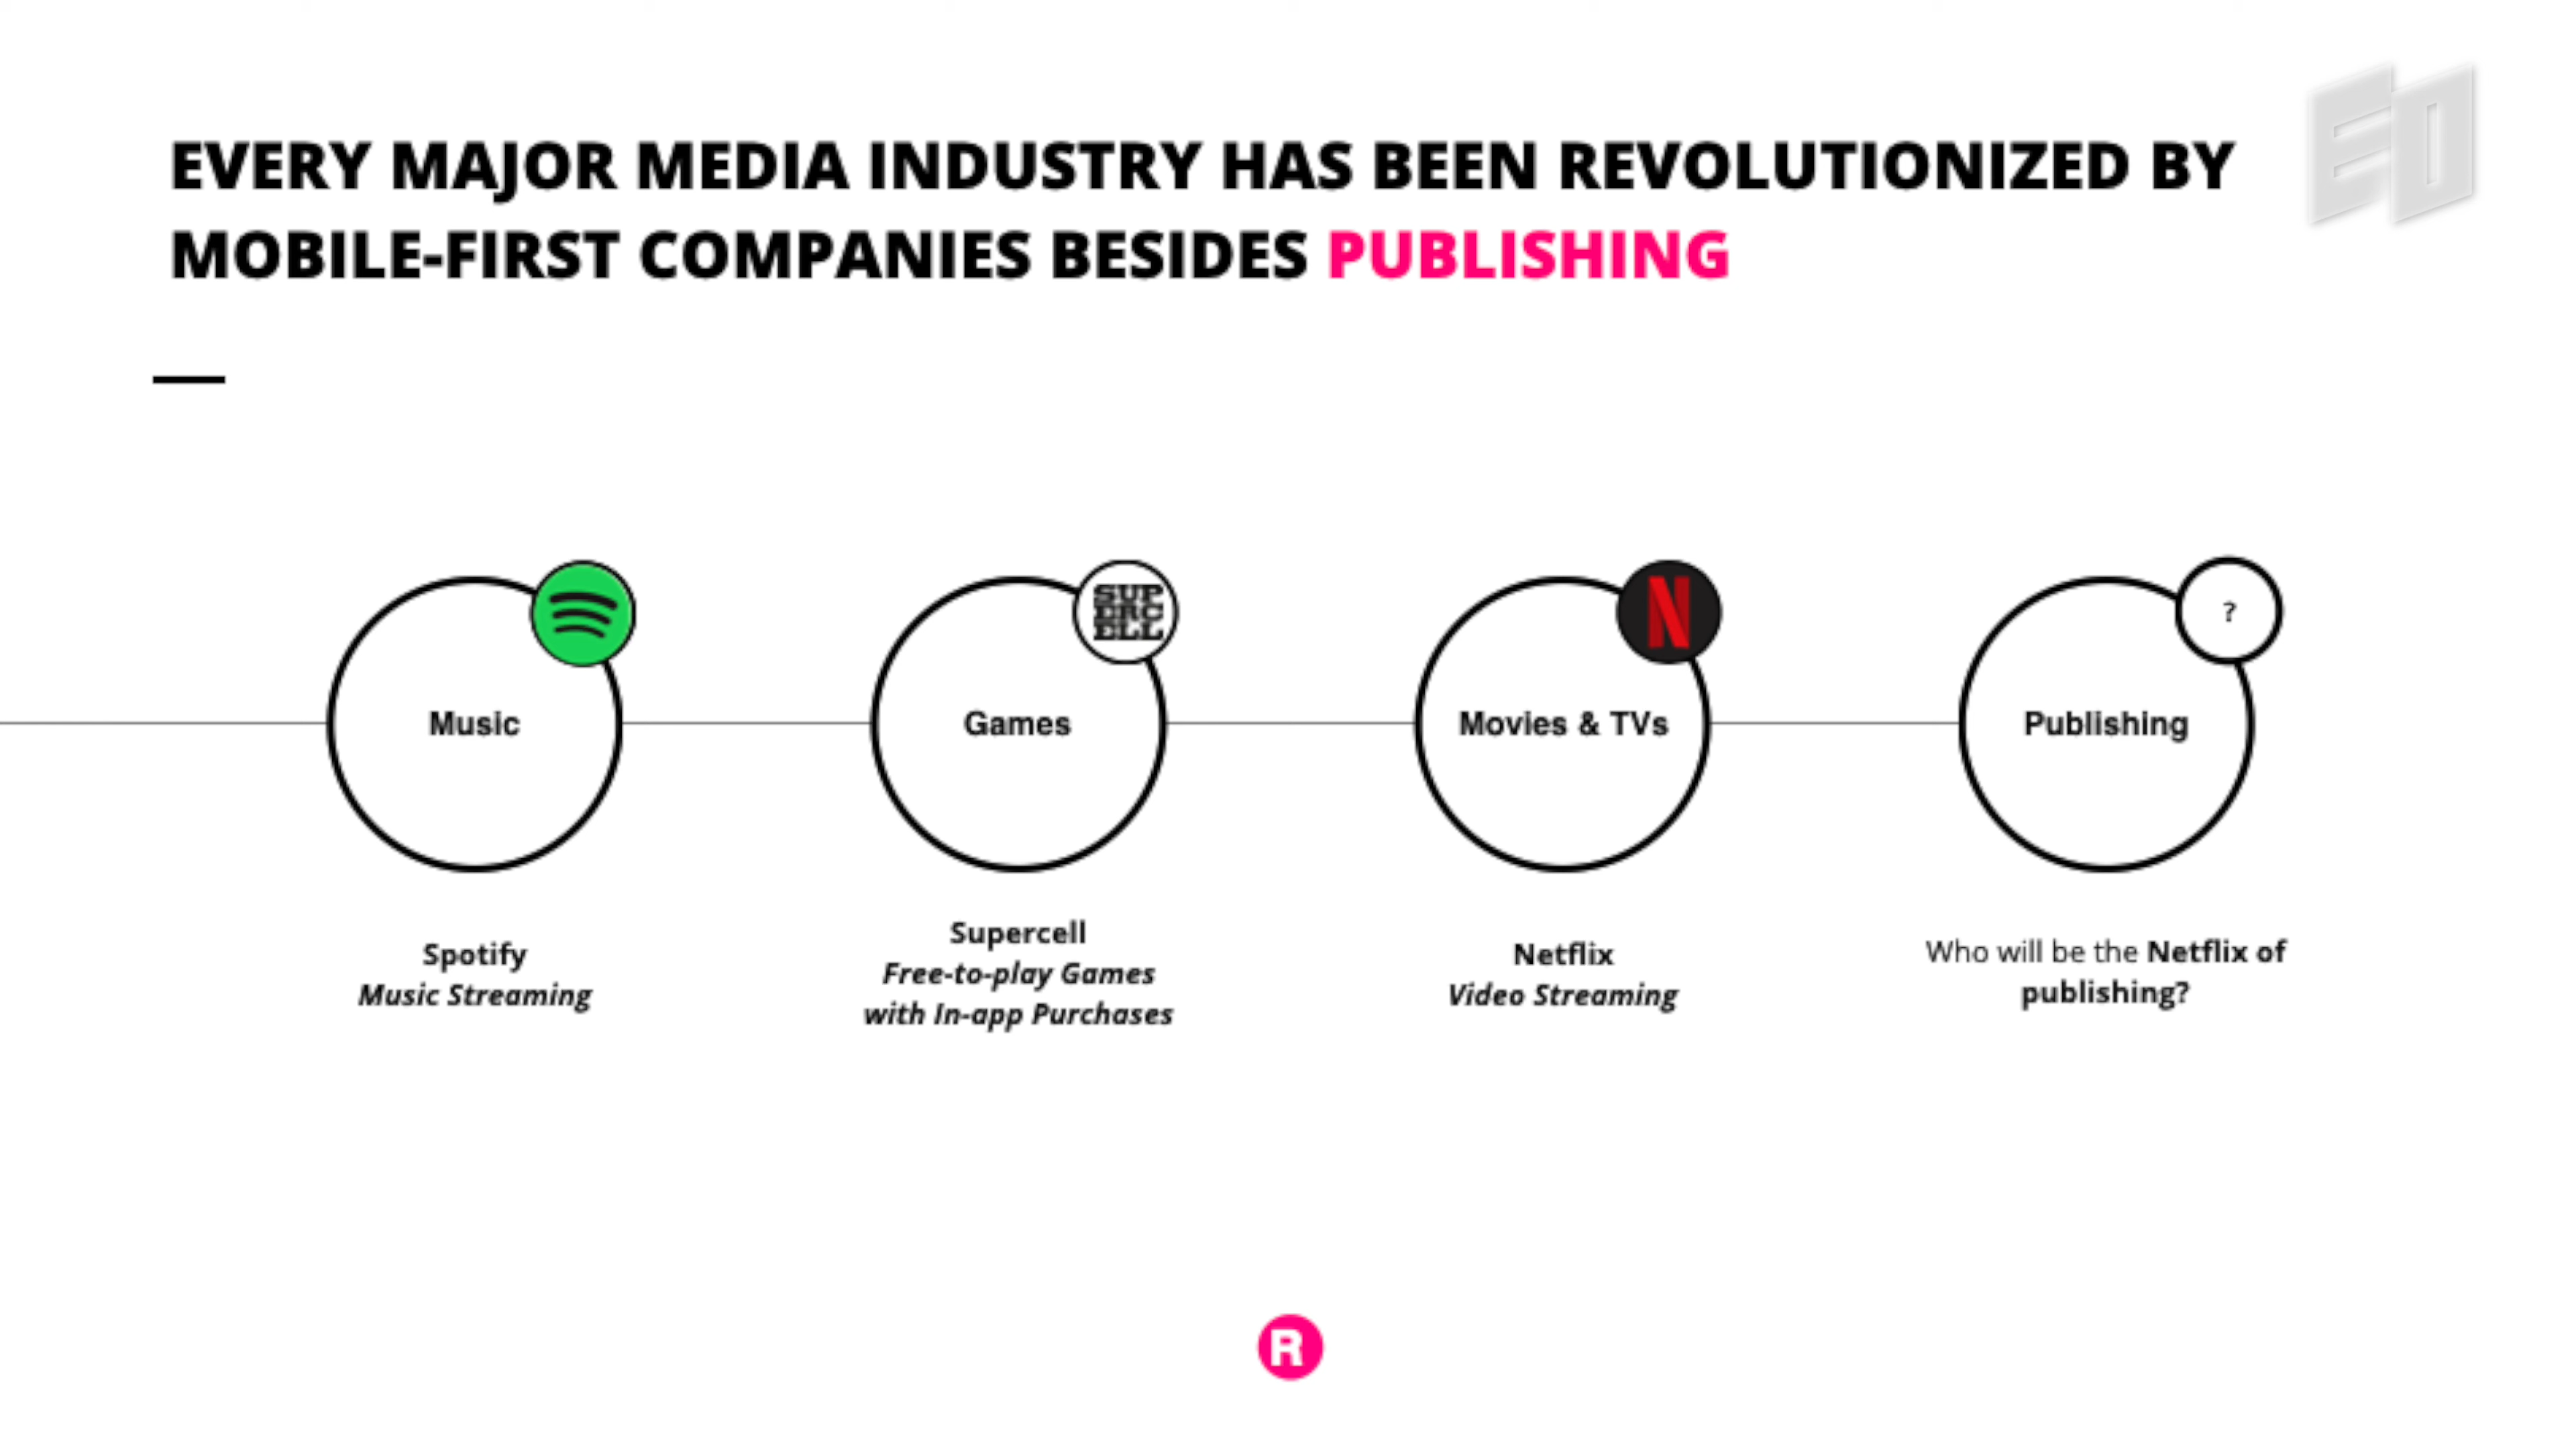 EVERY MAJOR MEDIA INDUSTRY HAS BEEN REVOLUTIONIZED BY
MOBILE-FIRST COMPANIES BESIDES PUBLISHING
EO
Music
SUP
ERC
ELL
Games
N
Movies & TVs
?
Publishing
Spotify
Music Streaming
Supercell
Free-to-play Games
with In-app Purchases
Netflix
Video Streaming
Who will be the Netflix of
publishing?
R